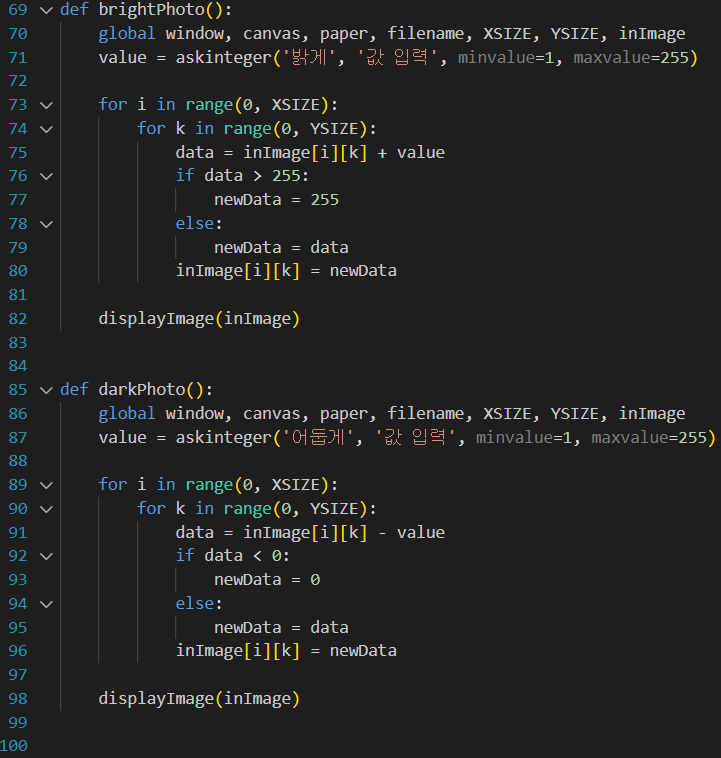 69 def brightPhoto():
70     global window, canvas, paper, filename, XSIZE, YSIZE, inImage
71     value = askinteger('밝게', '값 입력', minvalue=1, maxvalue=255)
72
73     for i in range(0, XSIZE):
74         for k in range(0, YSIZE):
75             data = inImage[i][k] + value
76             if data > 255:
77                 newData = 255
78             else:
79                 newData = data
80             inImage[i][k] = newData
81
82     displayImage(inImage)
83
84
85 def darkPhoto():
86     global window, canvas, paper, filename, XSIZE, YSIZE, inImage
87     value = askinteger('어둡게', '값 입력', minvalue=1, maxvalue=255)
88
89     for i in range(0, XSIZE):
90         for k in range(0, YSIZE):
91             data = inImage[i][k] - value
92             if data < 0:
93                 newData = 0
94             else:
95                 newData = data
96             inImage[i][k] = newData
97
98     displayImage(inImage)
99
100